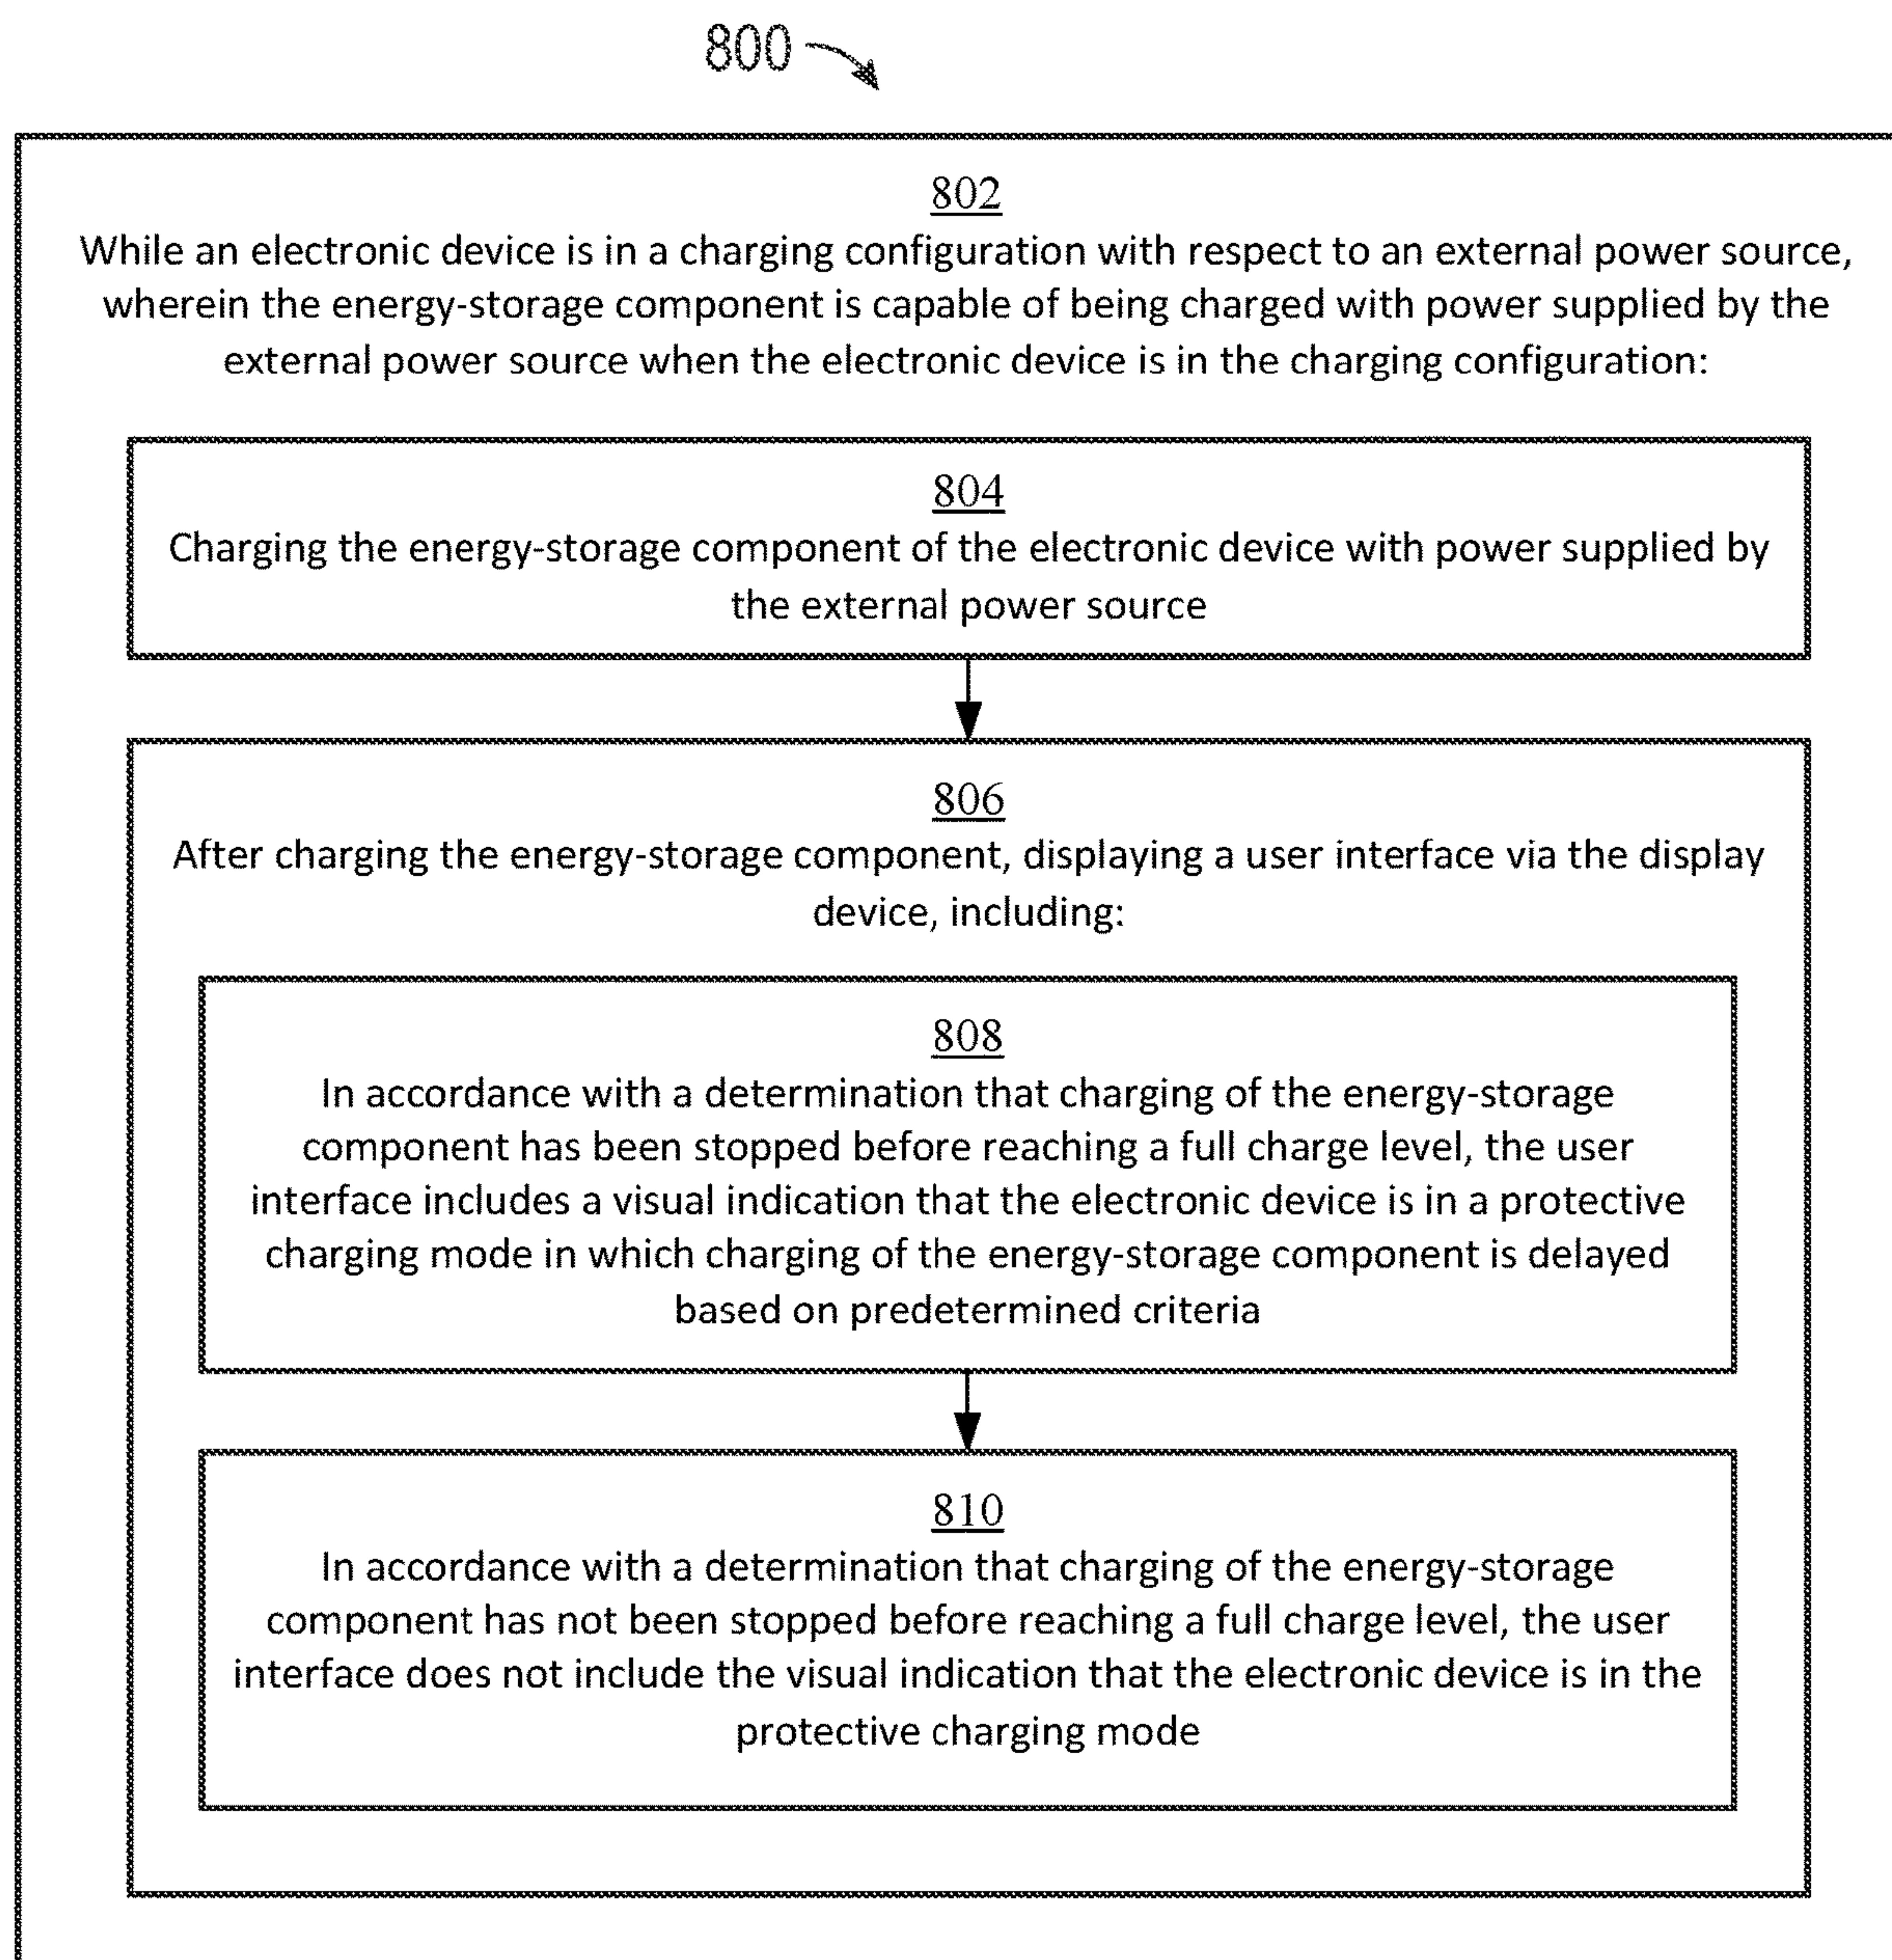 800
802
While an electronic device is in a charging configuration with respect to an external power source,
wherein the energy-storage component is capable of being charged with power supplied by the
external power source when the electronic device is in the charging configuration:
804
Charging the energy-storage component of the electronic device with power supplied by
the external power source
806
After charging the energy-storage component, displaying a user interface via the display
device, including:
808
In accordance with a determination that charging of the energy-storage
component has been stopped before reaching a full charge level, the user
interface includes a visual indication that the electronic device is in a protective
charging mode in which charging of the energy-storage component is delayed
based on predetermined criteria
810
In accordance with a determination that charging of the energy-storage
component has not been stopped before reaching a full charge level, the user
interface does not include the visual indication that the electronic device is in the
protective charging mode